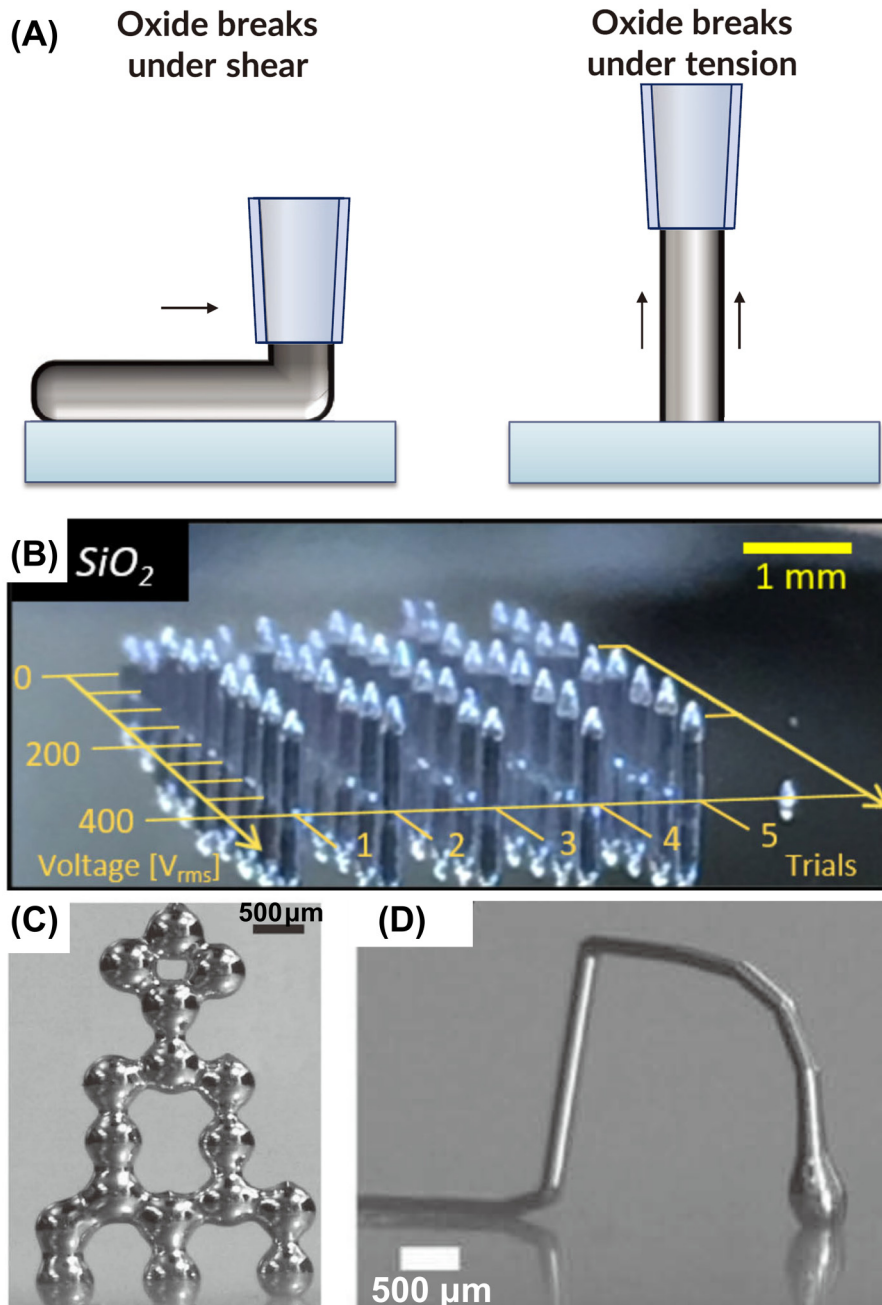 (A)
Oxide breaks
under shear
Oxide breaks
under tension
(B)
SiO2
1 mm
0
200
400
Voltage [Vrms]
1
2
3
4
5
Trials
(C)
500 µm
(D)
500 µm